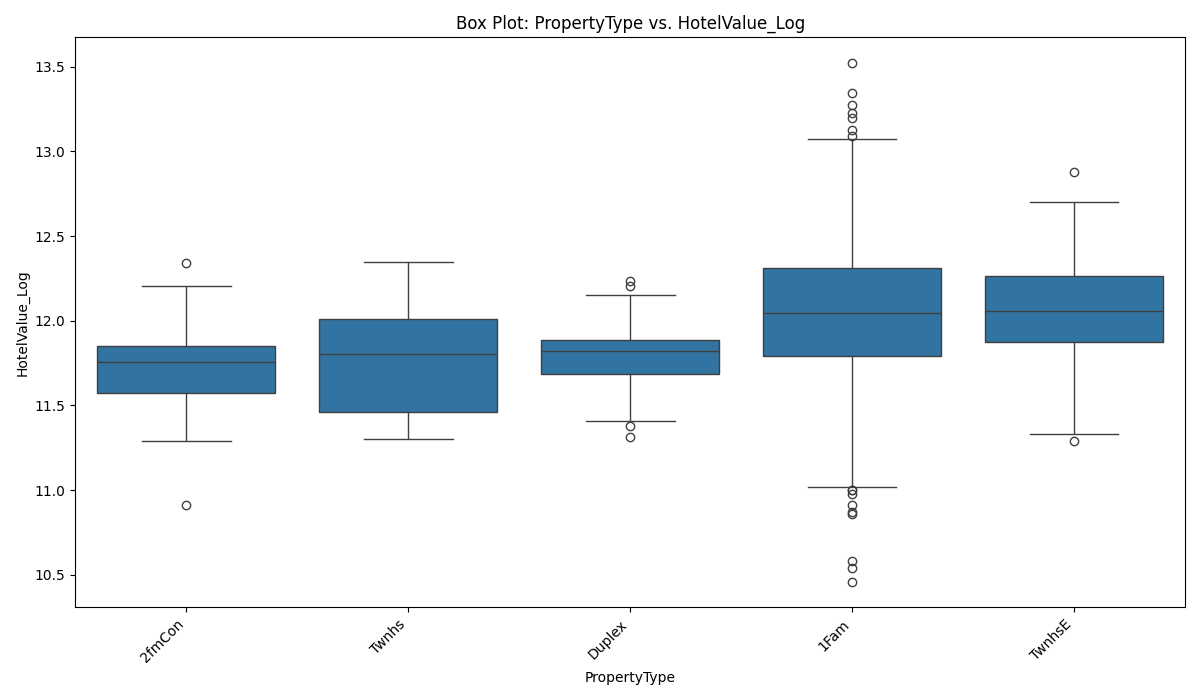 Box Plot: PropertyType vs. HotelValue_Log
13.5
13.0
12.5
12.0
11.5
11.0
10.5
HotelValue_Log
2fmCon
Twnhs
Duplex
1Fam
TwnhsE
PropertyType